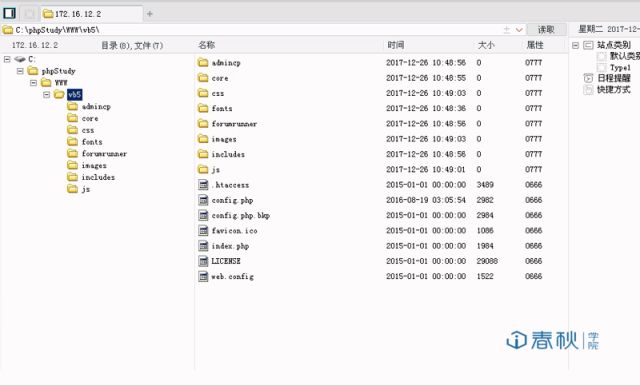 172.16.12.2
C:\phpStudy\WWW\vb5\ 读取 星期二 2017-12-
172.16.12.2 目录(8),文件(7) 名称 时间 大小 属性 站点类别
C: admincp 2017-12-26 10:48:56 0 0777 默认类别
phpStudy core 2017-12-26 10:48:55 0 0777 Type1
WWW css 2017-12-26 10:49:03 0 0777 日程提醒
vb5 fonts 2017-12-26 10:48:36 0 0777 快捷方式
admincp forumrunner 2017-12-26 10:48:56 0 0777
core images 2017-12-26 10:49:03 0 0777
css includes 2017-12-26 10:48:56 0 0777
fonts js 2017-12-26 10:49:01 0 0777
forumrunner .htaccess 2015-01-01 00:00:00 3489 0666
images config.php 2016-08-19 03:05:54 2982 0666
includes config.php.bkp 2015-01-01 00:00:00 2984 0666
js favicon.ico 2015-01-01 00:00:00 1086 0666
index.php 2015-01-01 00:00:00 1984 0666
LICENSE 2015-01-01 00:00:00 29088 0666
web.config 2015-01-01 00:00:00 1522 0666
春秋学院